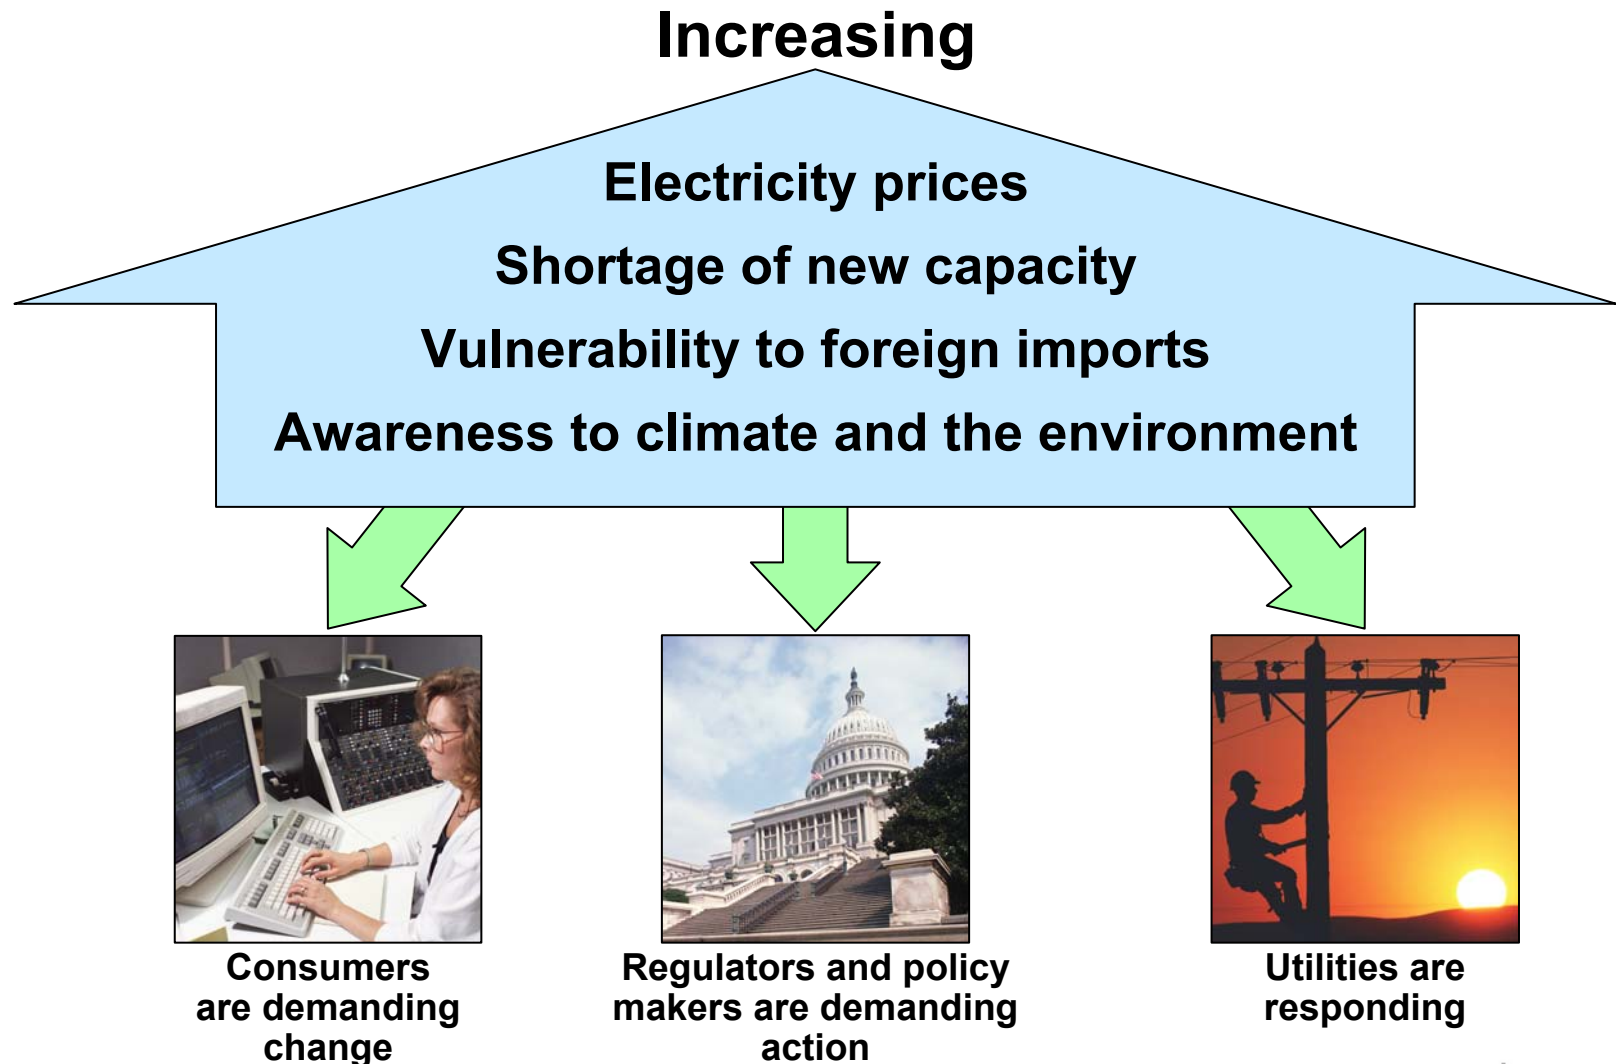 Increasing
Electricity prices
Shortage of new capacity
Vulnerability to foreign imports
Awareness to climate and the environment
Consumers
are demanding
change
Regulators and policy
makers are demanding
action
Utilities are
responding